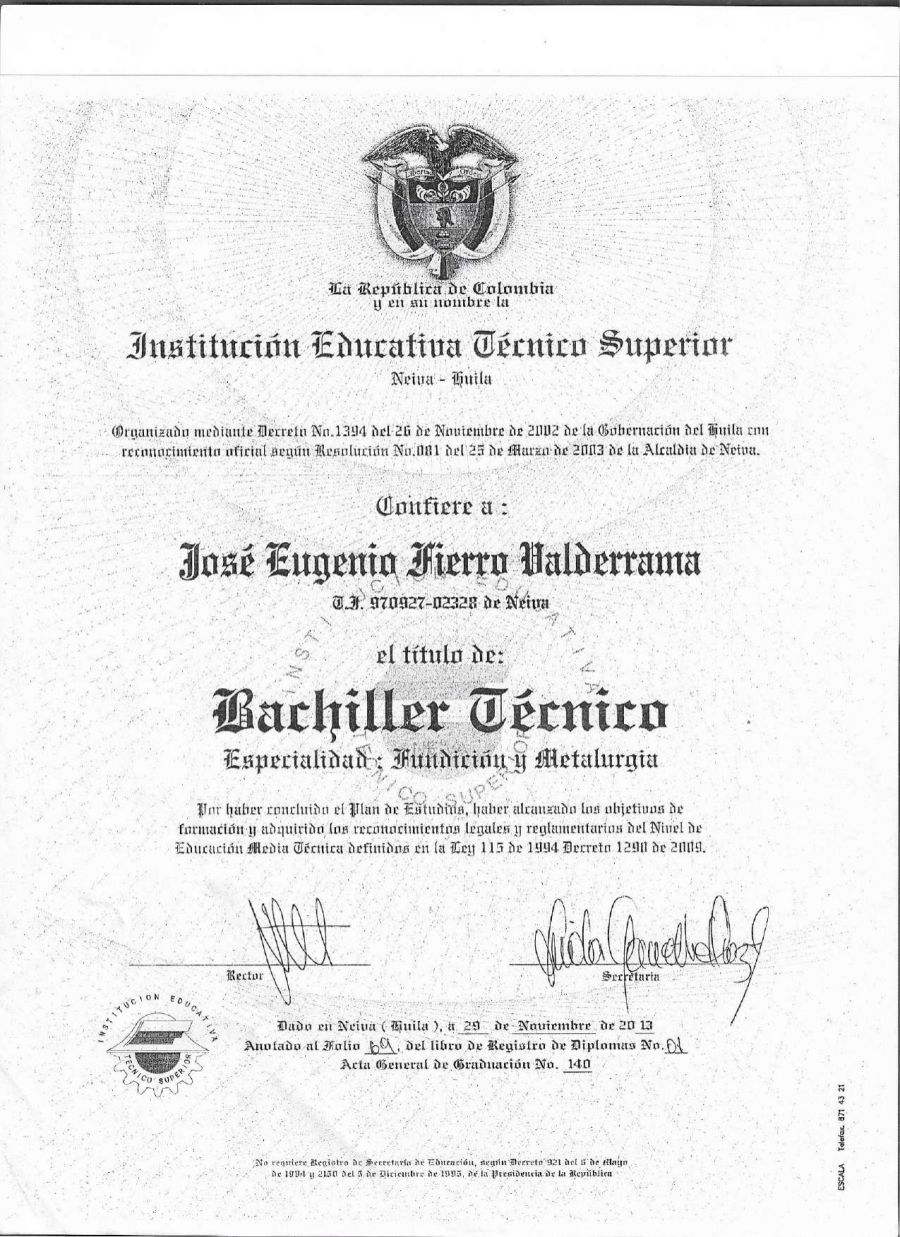 La República de Colombia
y en su nombre la
Institución Educativa Técnico Superior
Neiva - Huila
Organizado mediante Decreto No.1394 del 26 de Noviembre de 2002 de la Gobernación del Huila con
reconocimiento oficial según Resolución No.081 del 25 de Marzo de 2003 de la Alcaldia de Neiva.
Confiere a :
José Eugenio Fierro Valderrama
T.I. 970927-02328 de Neiva
el título de:
Bachiller Técnico
Especialidad : Fundición y Metalurgia
INSTITUCION EDUCATIVA
TECNICO SUPERIOR
Por haber concluido el Plan de Estudios, haber alcanzado los objetivos de
formación y adquirido los reconocimientos legales y reglamentarios del Nivel de
Educación Media Técnica definidos en la Ley 115 de 1994 Decreto 1290 de 2009.
Rector
Secretaria
INSTITUCION EDUCATIVA
TECNICO SUPERIOR
Dado en Neiva ( Huila ), a 29 de Noviembre de 2013
Anotado al Folio 69, del libro de Registro de Diplomas No. 01
Acta General de Graduación No. 140
No requiere Registro de Secretaría de Educación, según Decreto 921 del 6 de Mayo
de 1994 y 2150 del 5 de Diciembre de 1995, de la Presidencia de la República
ESCALA Telefax. 871 43 21